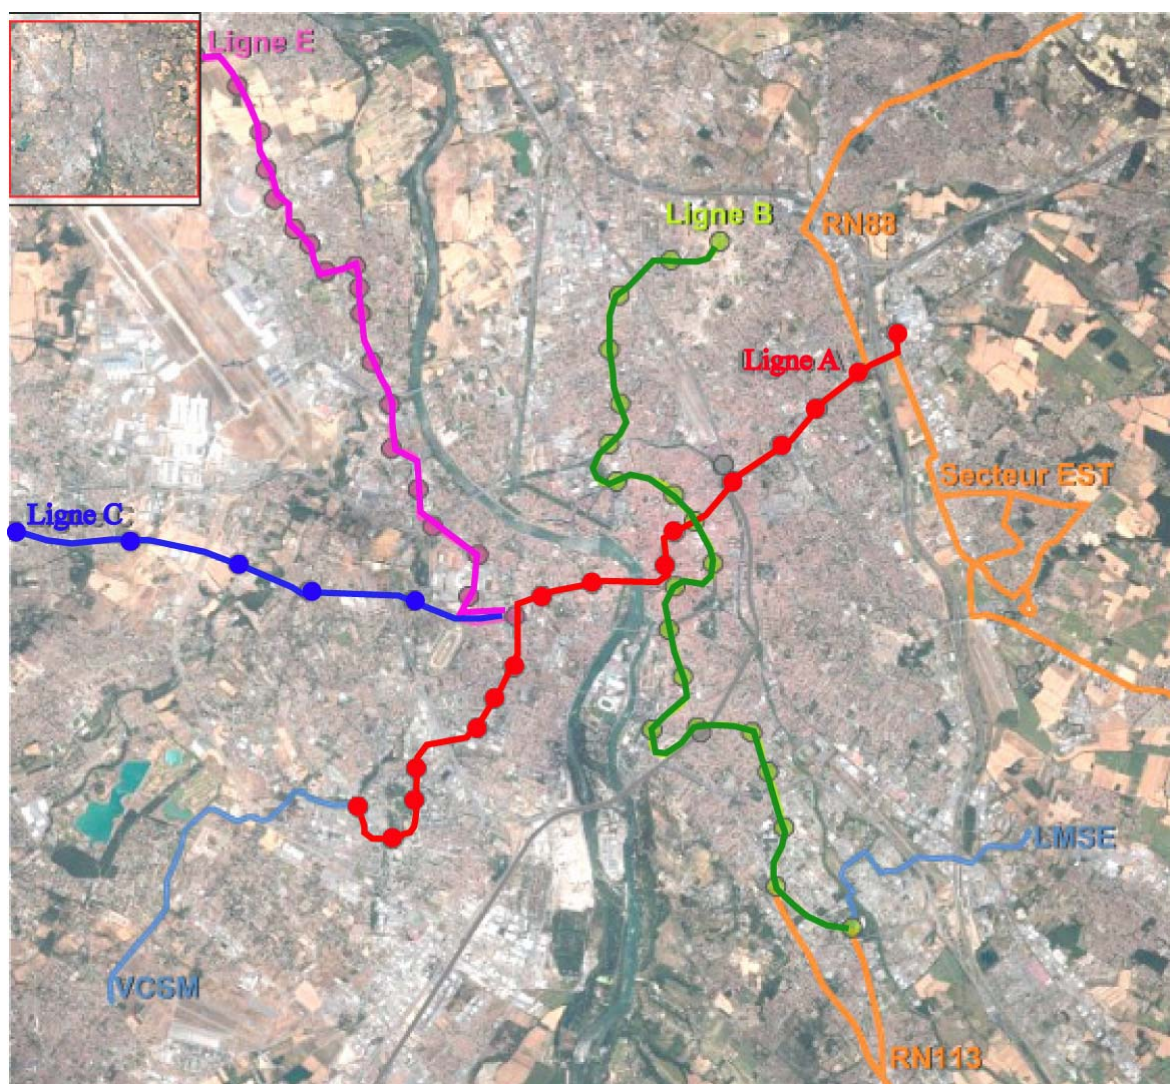 Ligne E
Ligne B
RN88
Ligne A
Secteur EST
Ligne C
LMSE
VCSM
RN113